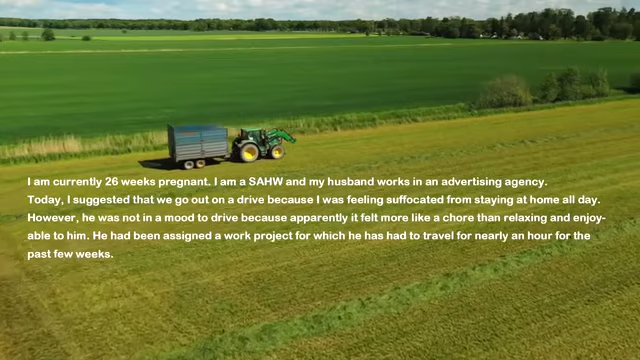 I am currently 26 weeks pregnant. I am a SAHW and my husband works in an advertising agency.
Today, I suggested that we go out on a drive because I was feeling suffocated from staying at home all day.
However, he was not in a mood to drive because apparently it felt more like a chore than relaxing and enjoy-
able to him. He had been assigned a work project for which he has had to travel for nearly an hour for the
past few weeks.